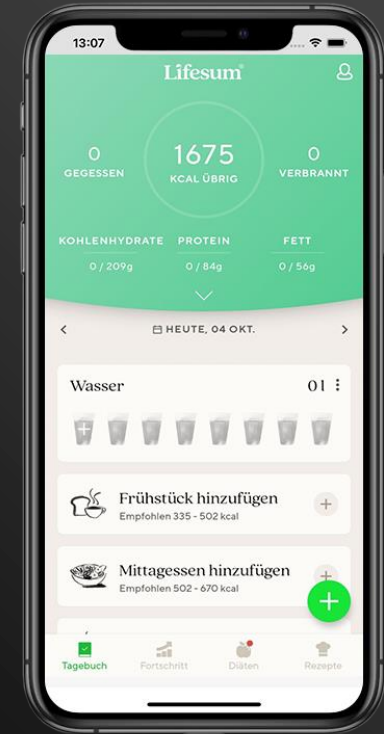 13:07
Lifesum®
0
GEGESSEN
1675
KCAL ÜBRIG
0
VERBRANNT
KOHLENHYDRATE PROTEIN FETT
0 / 209g 0 / 84g 0 / 56g
HEUTE, 04 OKT.
Wasser 0 l
Frühstück hinzufügen
Empfohlen 335 - 502 kcal
Mittagessen hinzufügen
Empfohlen 502 - 670 kcal
Tagebuch Fortschritt Diäten Rezepte